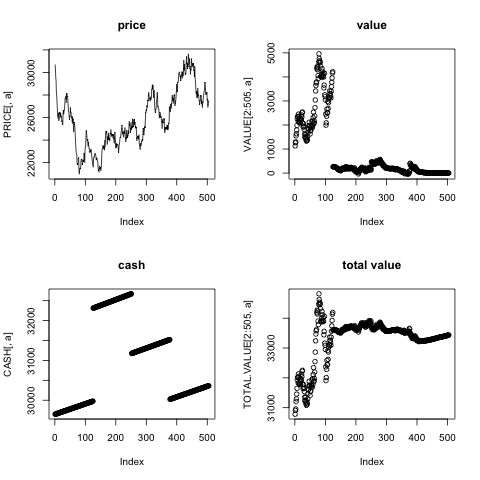 price
PRICE[, a]
22000 26000 30000
0 100 200 300 400 500
Index
value
VALUE[2:505, a]
0 1000 3000 5000
0 100 200 300 400 500
Index
cash
CASH[, a]
30000 31000 32000
0 100 200 300 400 500
Index
total value
TOTAL.VALUE[2:505, a]
31000 33000
0 100 200 300 400 500
Index